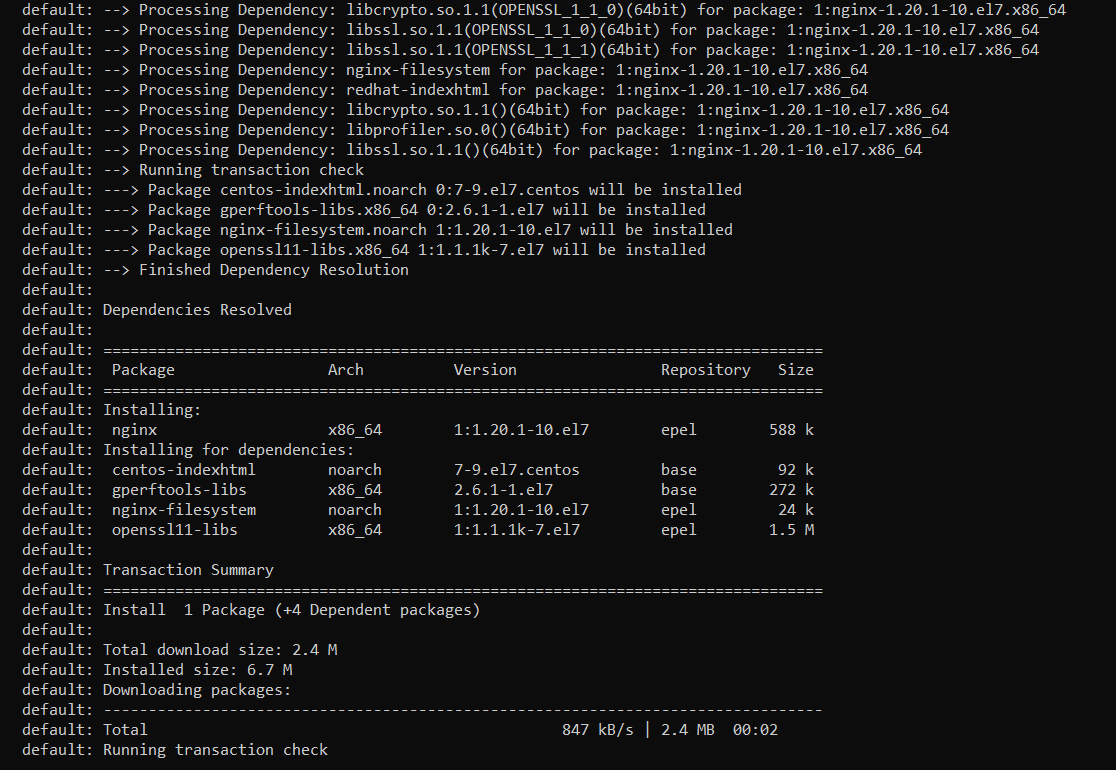 default: --> Processing Dependency: libcrypto.so.1.1(OPENSSL_1_1_0)(64bit) for package: 1:nginx-1.20.1-10.el7.x86_64
default: --> Processing Dependency: libssl.so.1.1(OPENSSL_1_1_0)(64bit) for package: 1:nginx-1.20.1-10.el7.x86_64
default: --> Processing Dependency: libssl.so.1.1(OPENSSL_1_1_1)(64bit) for package: 1:nginx-1.20.1-10.el7.x86_64
default: --> Processing Dependency: nginx-filesystem for package: 1:nginx-1.20.1-10.el7.x86_64
default: --> Processing Dependency: redhat-indexhtml for package: 1:nginx-1.20.1-10.el7.x86_64
default: --> Processing Dependency: libcrypto.so.1.1()(64bit) for package: 1:nginx-1.20.1-10.el7.x86_64
default: --> Processing Dependency: libprofiler.so.0()(64bit) for package: 1:nginx-1.20.1-10.el7.x86_64
default: --> Processing Dependency: libssl.so.1.1()(64bit) for package: 1:nginx-1.20.1-10.el7.x86_64
default: --> Running transaction check
default: ---> Package centos-indexhtml.noarch 0:7-9.el7.centos will be installed
default: ---> Package gperftools-libs.x86_64 0:2.6.1-1.el7 will be installed
default: ---> Package nginx-filesystem.noarch 1:1.20.1-10.el7 will be installed
default: ---> Package openssl11-libs.x86_64 1:1.1.1k-7.el7 will be installed
default: --> Finished Dependency Resolution
default:
default: Dependencies Resolved
default:
default: ================================================================================
default:  Package                 Arch        Version                Repository   Size
default: ================================================================================
default: Installing:
default:  nginx                   x86_64        1:1.20.1-10.el7        epel        588 k
default: Installing for dependencies:
default:  centos-indexhtml        noarch        7-9.el7.centos         base         92 k
default:  gperftools-libs         x86_64        2.6.1-1.el7            base        272 k
default:  nginx-filesystem        noarch        1:1.20.1-10.el7        epel         24 k
default:  openssl11-libs          x86_64        1:1.1.1k-7.el7         epel        1.5 M
default:
default: Transaction Summary
default: ================================================================================
default: Install  1 Package (+4 Dependent packages)
default:
default: Total download size: 2.4 M
default: Installed size: 6.7 M
default: Downloading packages:
default: --------------------------------------------------------------------------------
default: Total                                              847 kB/s | 2.4 MB  00:02
default: Running transaction check